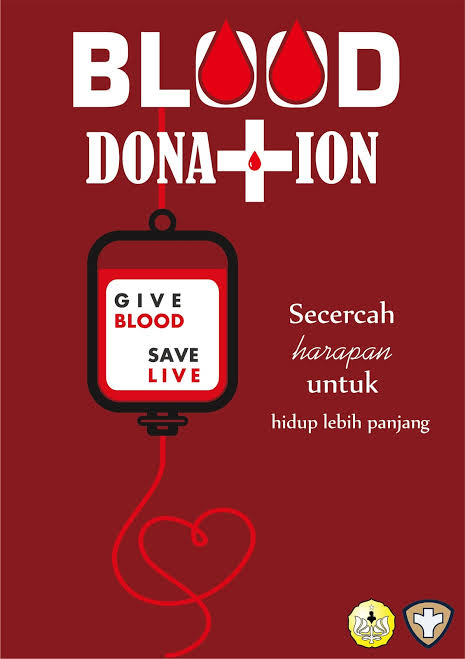 BLOOD
DONATION
GIVE
BLOOD
SAVE
LIVE
Secercah
harapan
untuk
hidup lebih panjang